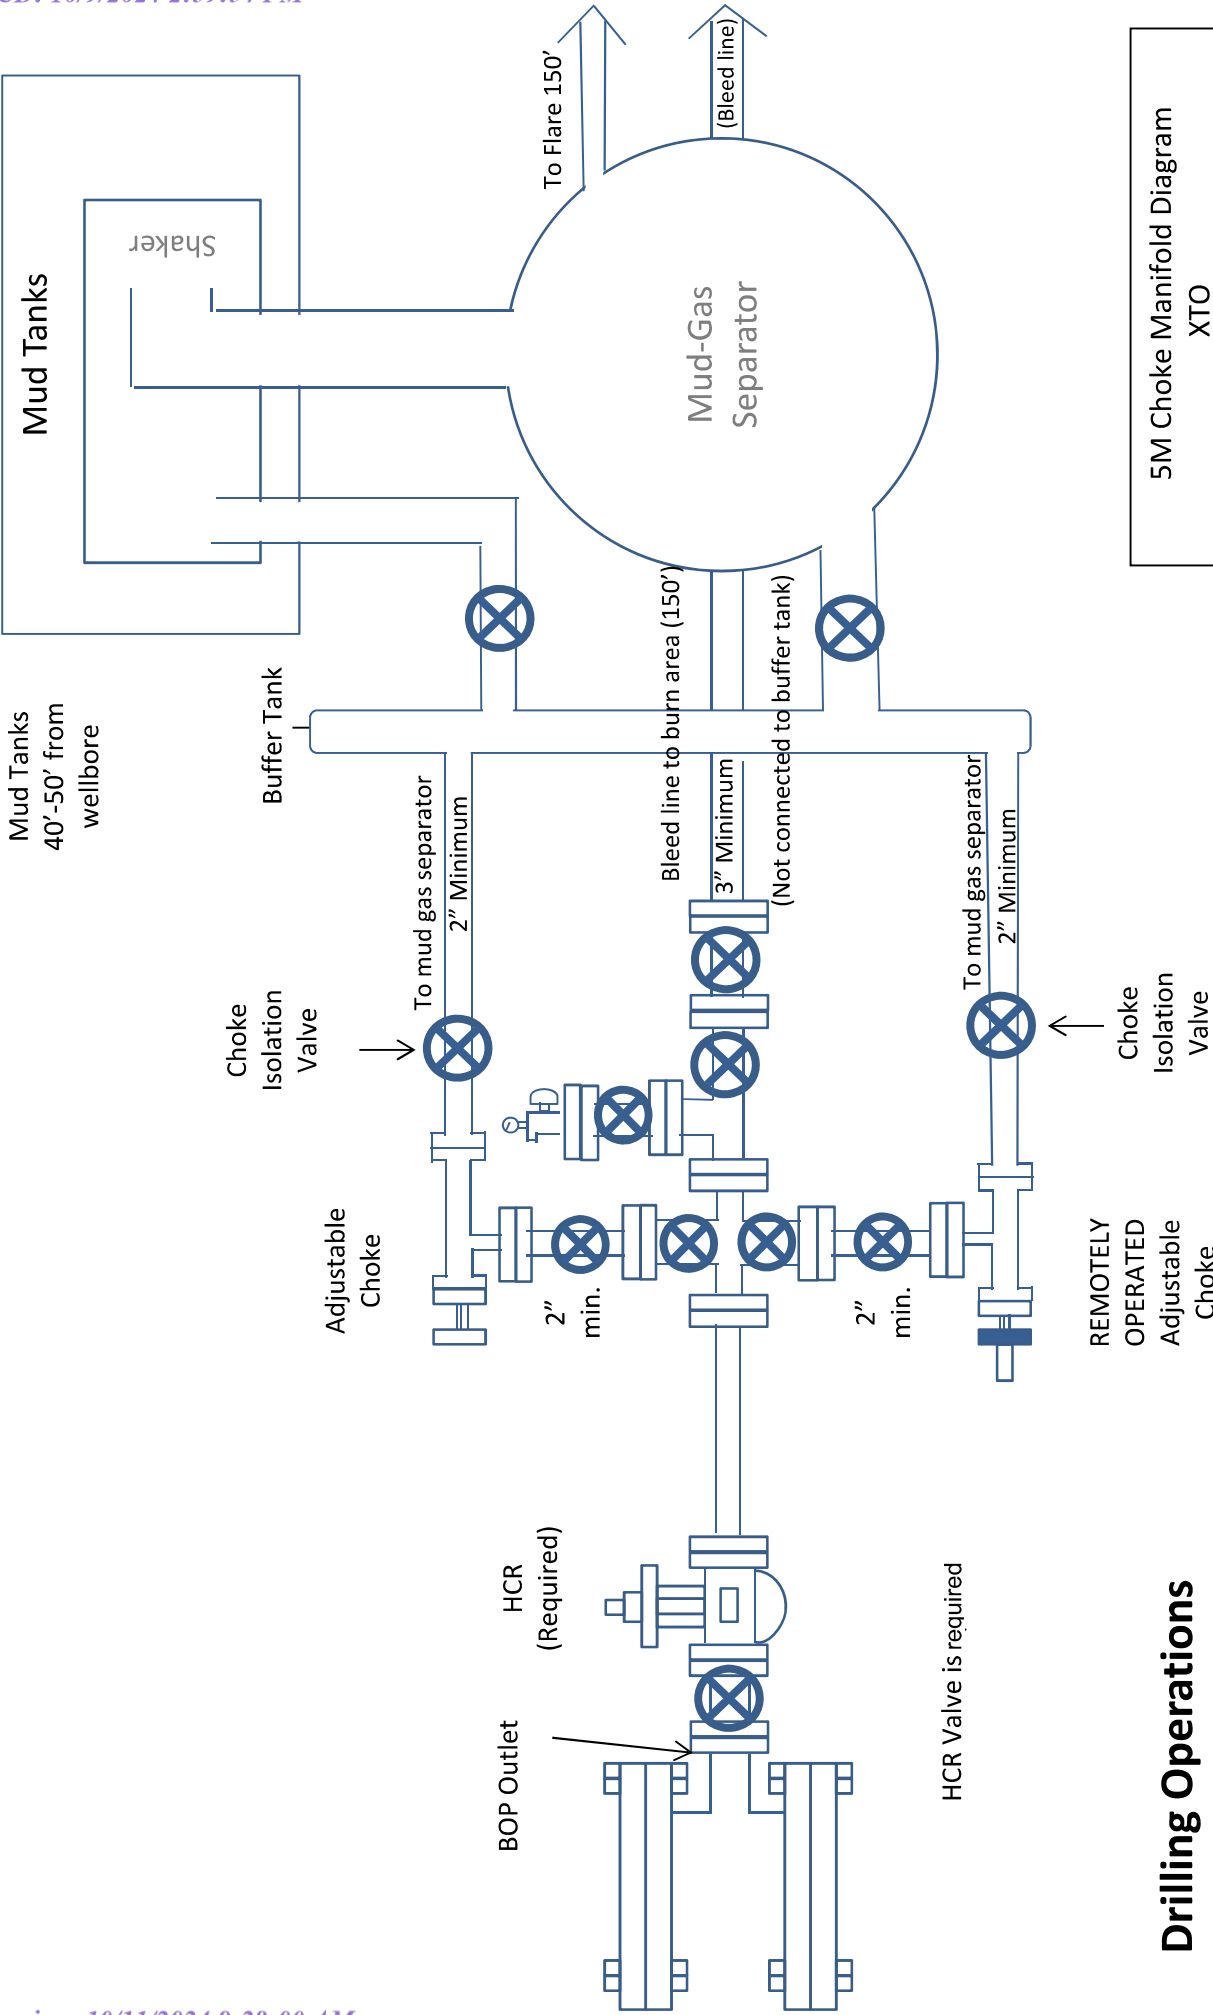 Mud Tanks
Shaker
To Flare 150’
(Bleed line)
Mud-Gas
Separator
5M Choke Manifold Diagram
XTO
Mud Tanks
40’-50’ from
wellbore
Buffer Tank
To mud gas separator
2” Minimum
Bleed line to burn area (150’)
3” Minimum
(Not connected to buffer tank)
To mud gas separator
2” Minimum
Choke
Isolation
Valve
Choke
Isolation
Valve
Adjustable
Choke
2”
min.
2”
min.
REMOTELY
OPERATED
Adjustable
Choke
HCR
(Required)
BOP Outlet
HCR Valve is required
Drilling Operations